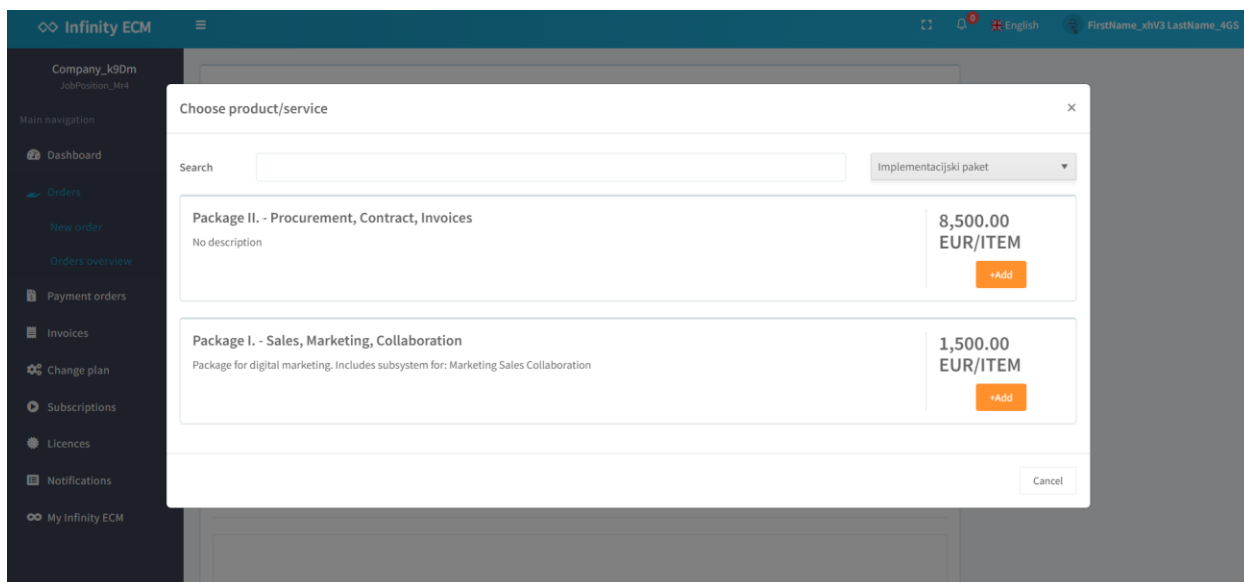 Infinity ECM
0
English
FirstName_xhV3 LastName_4GS
Company_k9Dm
JobPosition_Mr4
Main navigation
Dashboard
Orders
New order
Orders overview
Payment orders
Invoices
Change plan
Subscriptions
Licences
Notifications
My Infinity ECM
Choose product/service
×
Search
Implementacijski paket
Package II. - Procurement, Contract, Invoices
No description
8,500.00
EUR/ITEM
+Add
Package I. - Sales, Marketing, Collaboration
Package for digital marketing. Includes subsystem for: Marketing Sales Collaboration
1,500.00
EUR/ITEM
+Add
Cancel